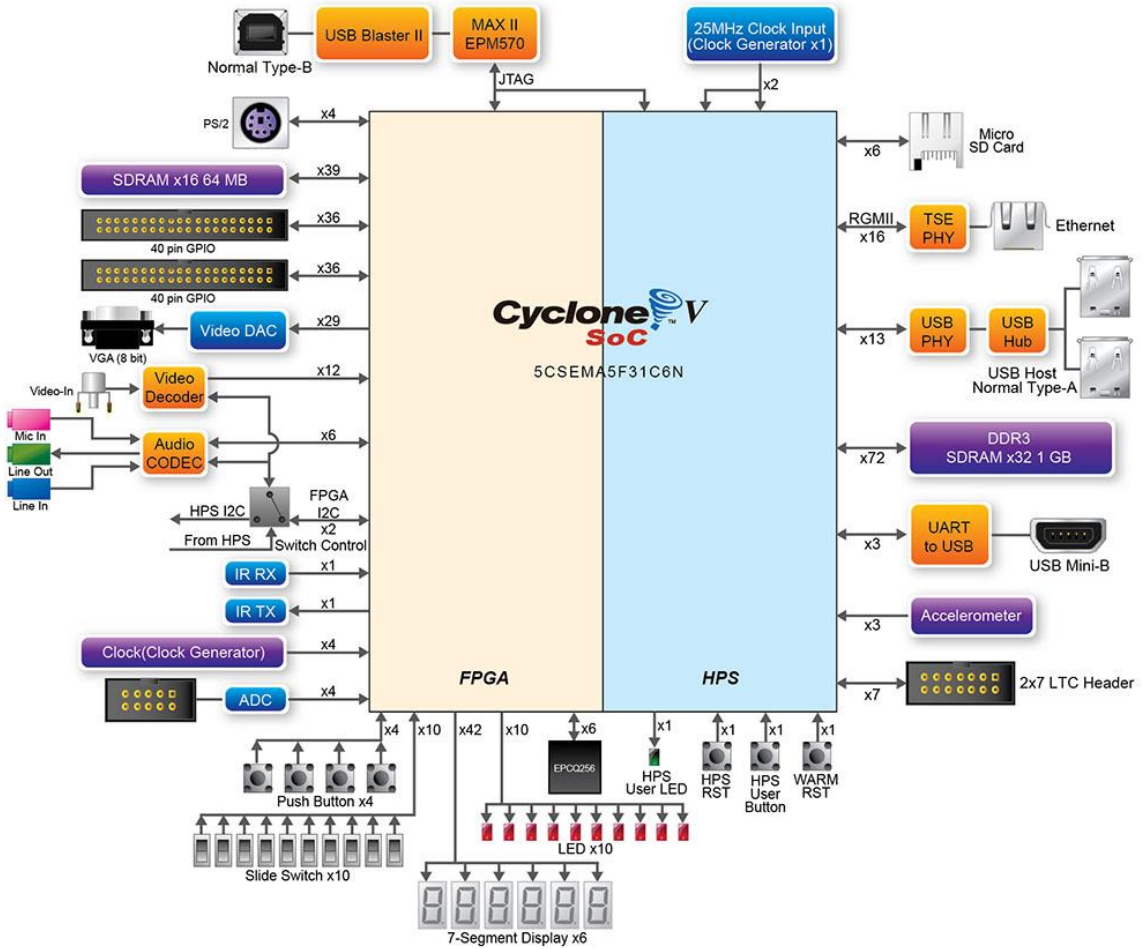 Normal Type-B
USB Blaster II
MAX II
EPM570
JTAG
25MHz Clock Input
(Clock Generator x1)
x2
PS/2
x4
SDRAM x16 64 MB
x39
x36
40 pin GPIO
x36
40 pin GPIO
Video DAC
x29
VGA (8 bit)
Video-In
Video
Decoder
x12
Mic In
Line Out
Line In
Audio
CODEC
x6
HPS I2C
From HPS
FPGA
I2C
x2
Switch Control
IR RX
x1
IR TX
x1
Clock(Clock Generator)
x4
ADC
x4
Cyclone V
TM
SoC
5CSEMA5F31C6N
FPGA
HPS
x6
Micro
SD Card
RGMII
x16
TSE
PHY
Ethernet
x13
USB
PHY
USB
Hub
USB Host
Normal Type-A
x72
DDR3
SDRAM x32 1 GB
x3
UART
to USB
USB Mini-B
x3
Accelerometer
x7
2x7 LTC Header
x4
Push Button x4
x10
Slide Switch x10
x42
7-Segment Display x6
x10
LED x10
x6
EPCQ256
x1
HPS
User LED
x1
HPS
RST
x1
HPS
User
Button
x1
WARM
RST